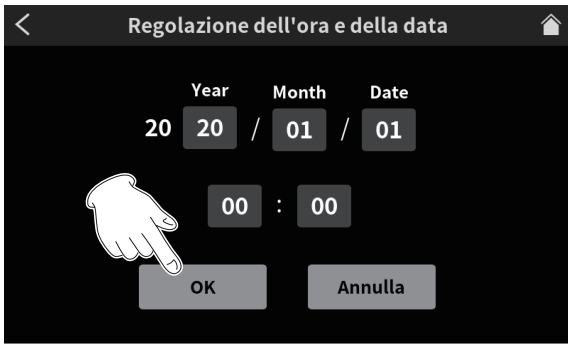 Regolazione dell'ora e della data
Year Month Date
20 20 / 01 / 01
00 : 00
OK Annulla